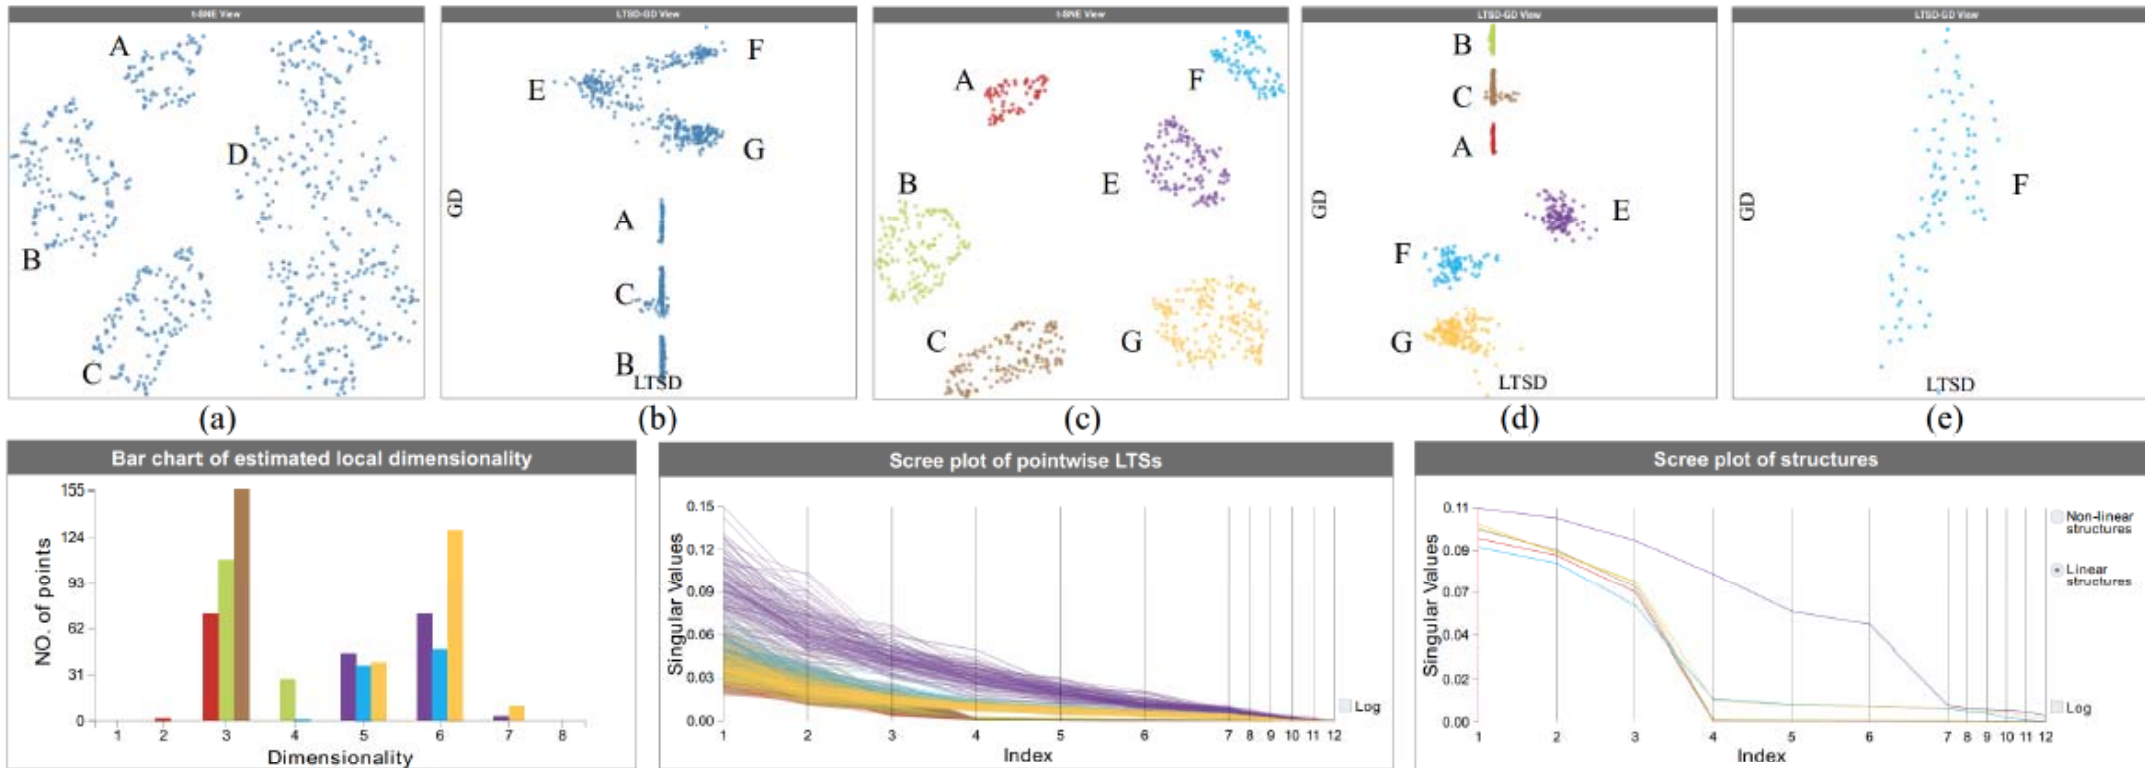 t-SNE View
A
D
B
C
(a)
LTSD-GD View
F
E
G
GD
A
C
B
LTSD
(b)
t-SNE View
A
F
B
E
C
G
(c)
LTSD-GD View
B
C
A
GD
E
F
G
LTSD
(d)
LTSD-GD View
GD
F
LTSD
(e)
Bar chart of estimated local dimensionality
155
124
93
62
31
0
NO. of points
1 2 3 4 5 6 7 8
Dimensionality
Scree plot of pointwise LTSs
0.15
0.12
0.09
0.06
0.03
0.00
Singular Values
1 2 3 4 5 6 7 8 9 10 11 12
Index
Log
Scree plot of structures
0.11
0.09
0.07
0.04
0.02
0.00
Singular Values
1 2 3 4 5 6 7 8 9 10 11 12
Index
Non-linear
structures
Linear
structures
Log